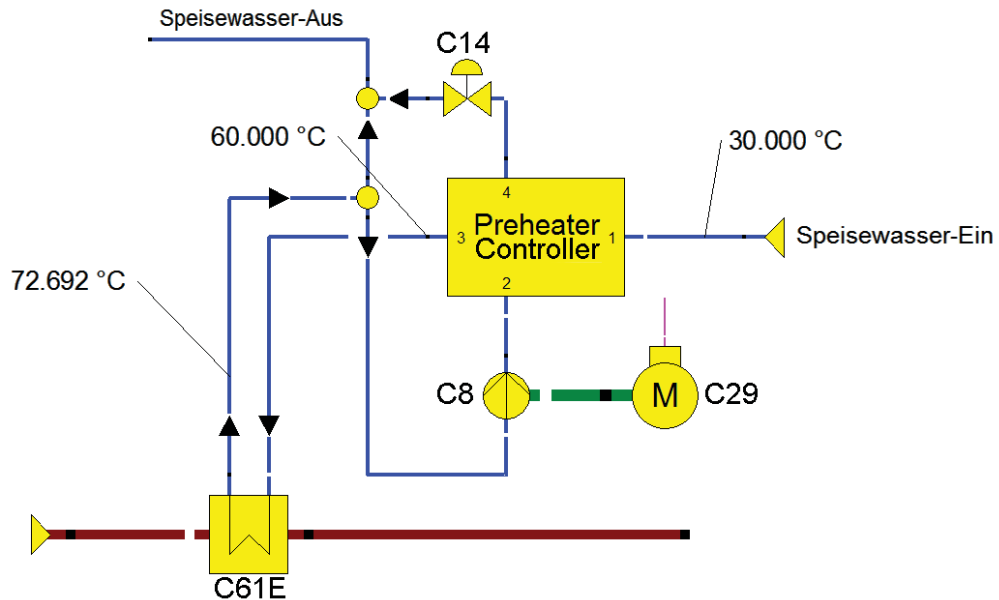 Speisewasser-Aus
C14
60.000 °C
30.000 °C
4
Preheater
Controller
3
1
2
Speisewasser-Ein
72.692 °C
C8
M
C29
C61E